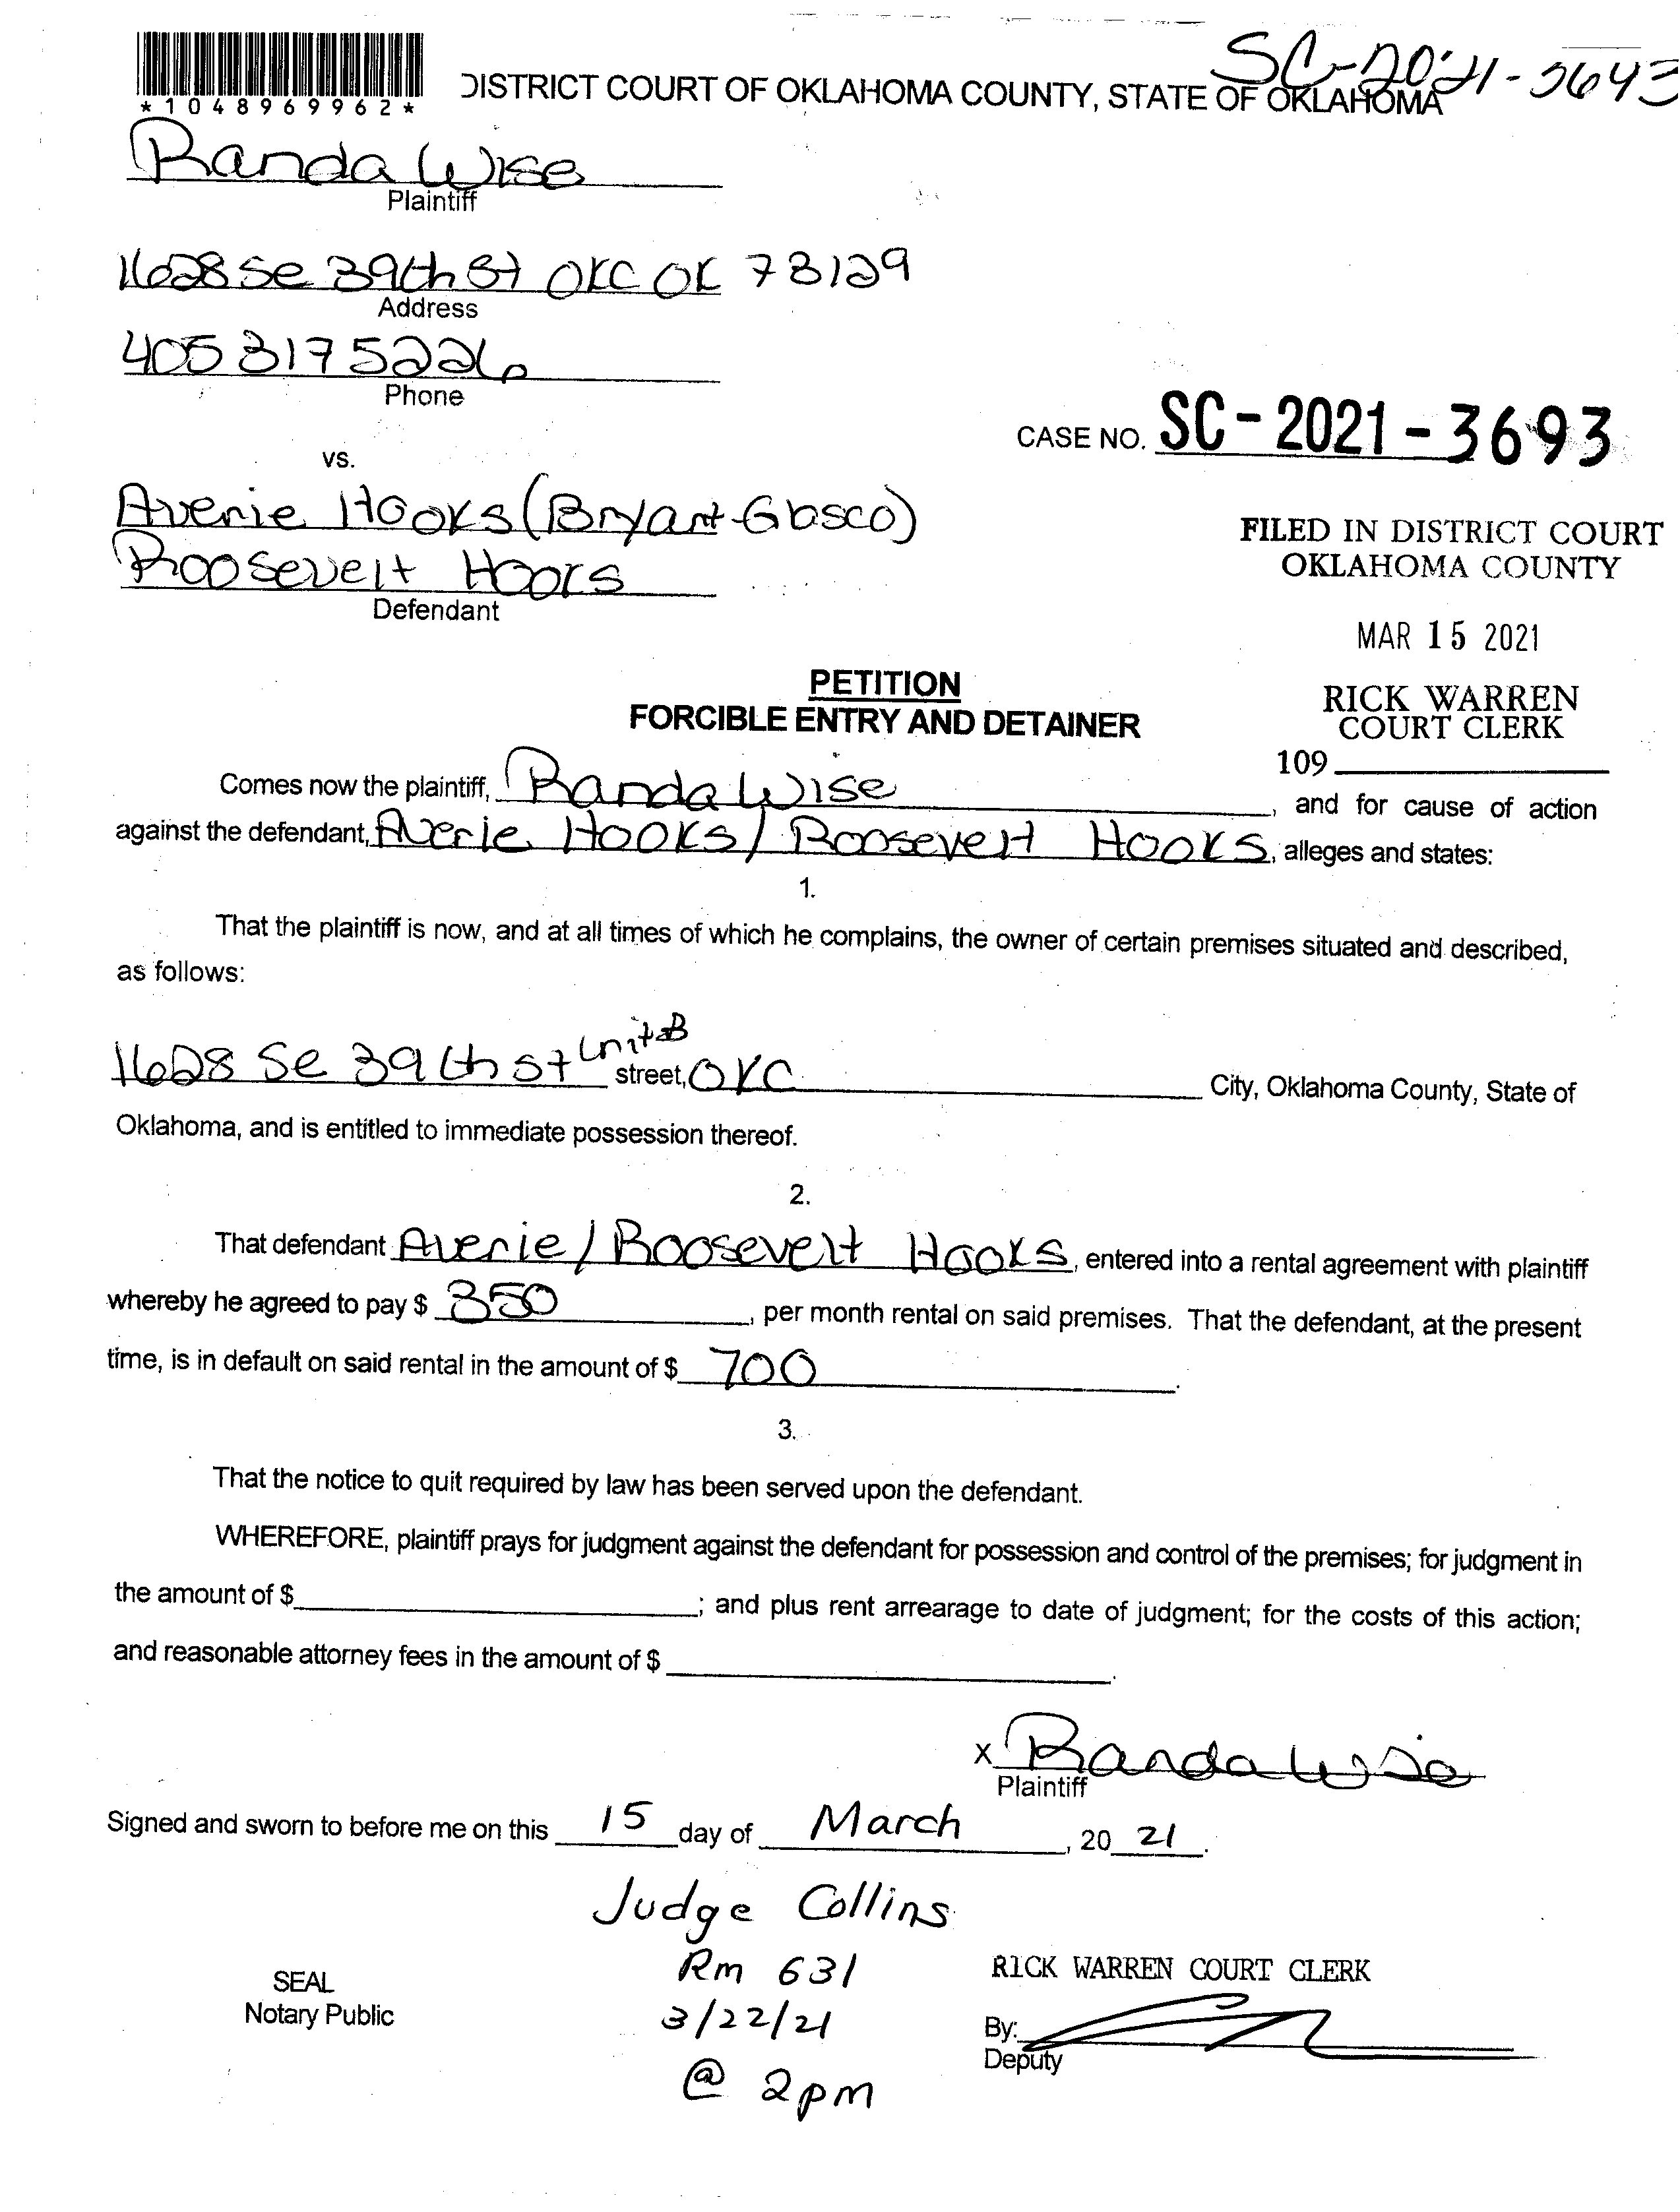 SC-2021-3643
*1048969962*
DISTRICT COURT OF OKLAHOMA COUNTY, STATE OF OKLAHOMA
Randa Wise
Plaintiff
1628 SE 39th St OKC OK 73129
Address
405 317 5226
Phone
CASE NO. SC-2021-3693
vs.
Averie Hooks (Bryant-Glasco)
Roosevelt Hooks
Defendant
FILED IN DISTRICT COURT
OKLAHOMA COUNTY
MAR 15 2021
RICK WARREN
COURT CLERK
109
PETITION
FORCIBLE ENTRY AND DETAINER
Comes now the plaintiff, Randa Wise, and for cause of action
against the defendant, Averie Hooks / Roosevelt Hooks, alleges and states:
1.
That the plaintiff is now, and at all times of which he complains, the owner of certain premises situated and described,
as follows:
1628 SE 39th St Unit B street, OKC City, Oklahoma County, State of
Oklahoma, and is entitled to immediate possession thereof.
2.
That defendant Averie / Roosevelt Hooks, entered into a rental agreement with plaintiff
whereby he agreed to pay $ 350, per month rental on said premises. That the defendant, at the present
time, is in default on said rental in the amount of $ 700.
3.
That the notice to quit required by law has been served upon the defendant.
WHEREFORE, plaintiff prays for judgment against the defendant for possession and control of the premises; for judgment in
the amount of $; and plus rent arrearage to date of judgment; for the costs of this action;
and reasonable attorney fees in the amount of $.
x Randa Wise
Plaintiff
Signed and sworn to before me on this 15 day of March, 20 21.
Judge Collins
Rm 631
3/22/21
@ 2pm
SEAL
Notary Public
RICK WARREN COURT CLERK
By:
Deputy